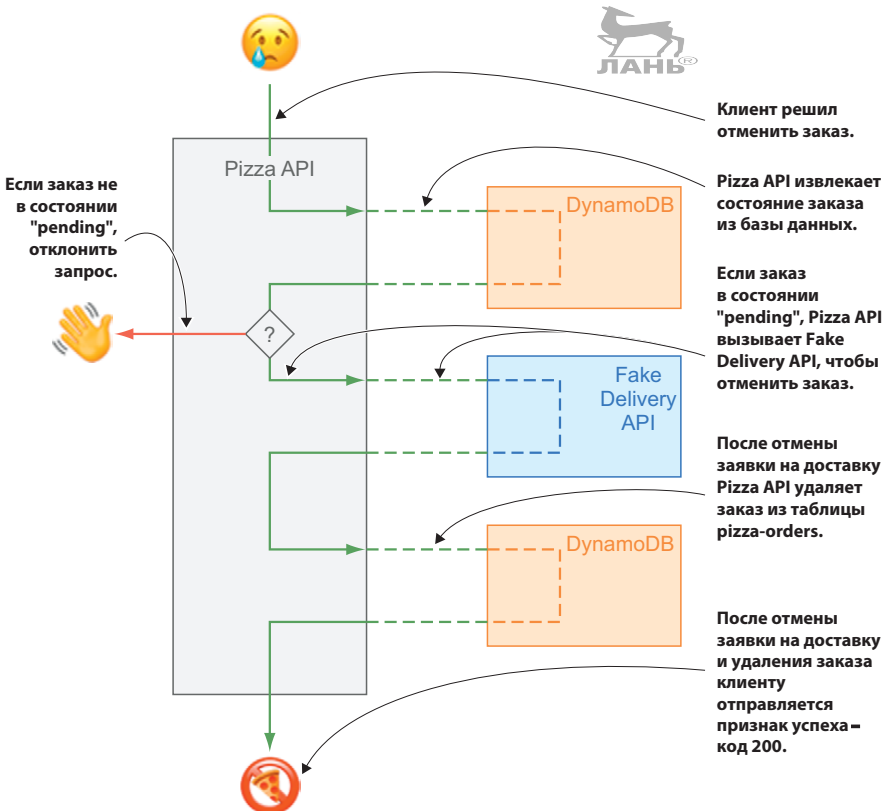 ЛАНЬ®
Клиент решил
отменить заказ.
Pizza API
Если заказ не
в состоянии
"pending",
отклонить
запрос.
Pizza API извлекает
состояние заказа
из базы данных.
DynamoDB
Если заказ
в состоянии
"pending", Pizza API
вызывает Fake
Delivery API, чтобы
отменить заказ.
?
Fake
Delivery
API
После отмены
заявки на доставку
Pizza API удаляет
заказ из таблицы
pizza-orders.
DynamoDB
После отмены
заявки на доставку
и удаления заказа
клиенту
отправляется
признак успеха–
код 200.